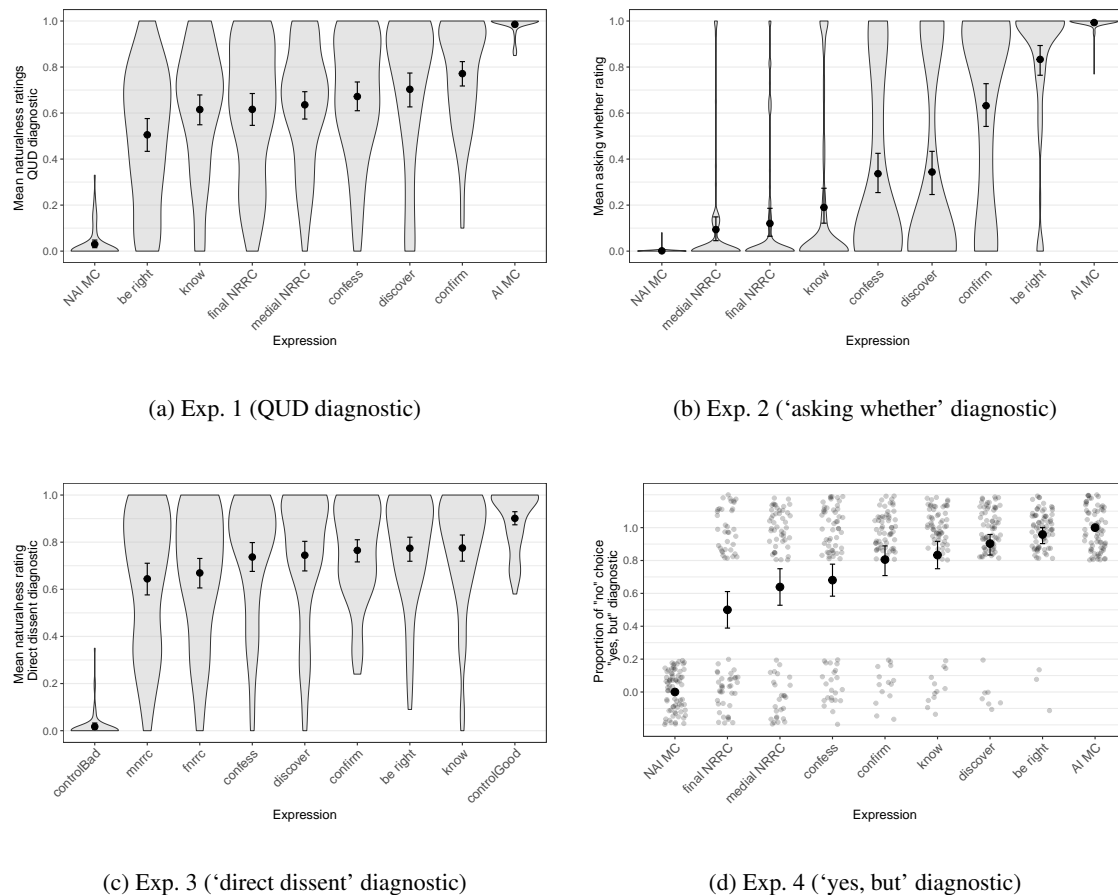 Mean naturalness ratings
QUD diagnostic
1.0
0.8
0.6
0.4
0.2
0.0
NAI MC
be right
know
final NRRC
medial NRRC
confess
discover
confirm
AI MC
Expression
(a) Exp. 1 (QUD diagnostic)
Mean asking whether rating
1.0
0.8
0.6
0.4
0.2
0.0
NAI MC
medial NRRC
final NRRC
know
confess
discover
confirm
be right
AI MC
Expression
(b) Exp. 2 (‘asking whether’ diagnostic)
Mean naturalness rating
Direct dissent diagnostic
1.0
0.8
0.6
0.4
0.2
0.0
controlBad
mnrrc
fnrrc
confess
discover
confirm
be right
know
controlGood
Expression
(c) Exp. 3 (‘direct dissent’ diagnostic)
Proportion of "no" choice
"yes, but" diagnostic
1.0
0.8
0.6
0.4
0.2
0.0
NAI MC
final NRRC
medial NRRC
confess
confirm
know
discover
be right
AI MC
Expression
(d) Exp. 4 (‘yes, but’ diagnostic)